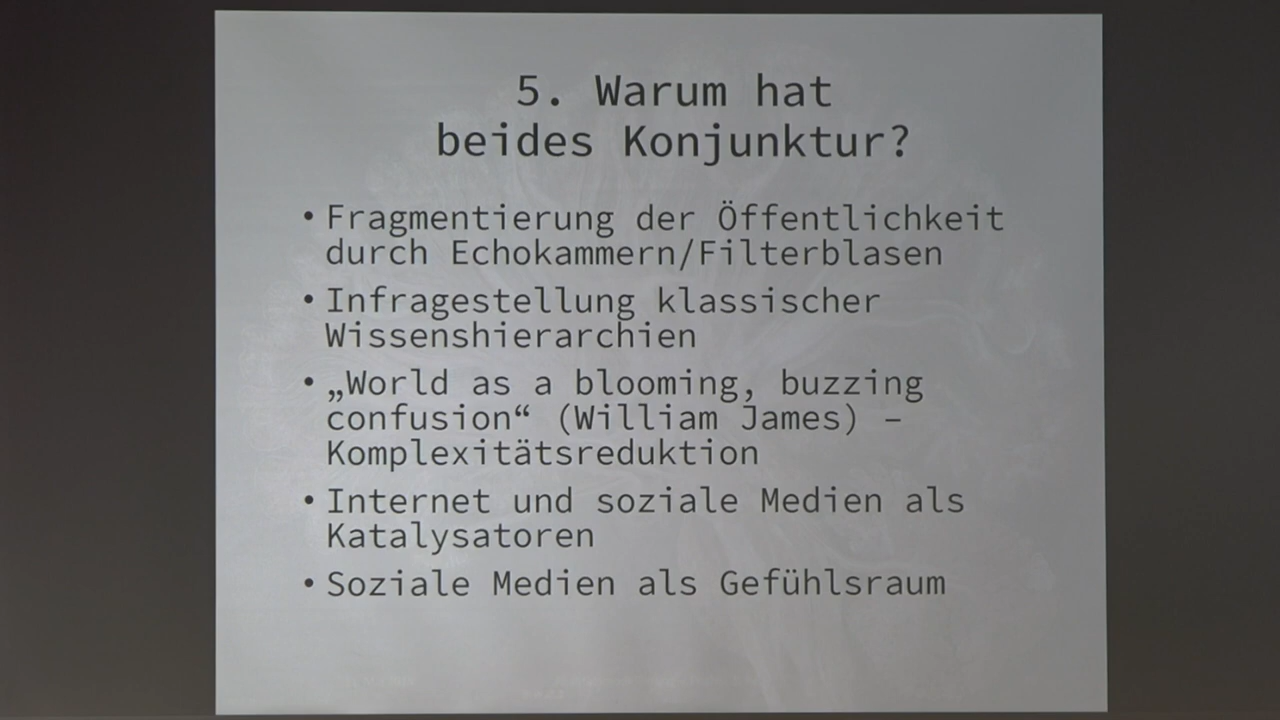 5. Warum hat
beides Konjunktur?
• Fragmentierung der Öffentlichkeit
durch Echokammern/Filterblasen
• Infragestellung klassischer
Wissenshierarchien
• „World as a blooming, buzzing
confusion“ (William James) –
Komplexitätsreduktion
• Internet und soziale Medien als
Katalysatoren
• Soziale Medien als Gefühlsraum